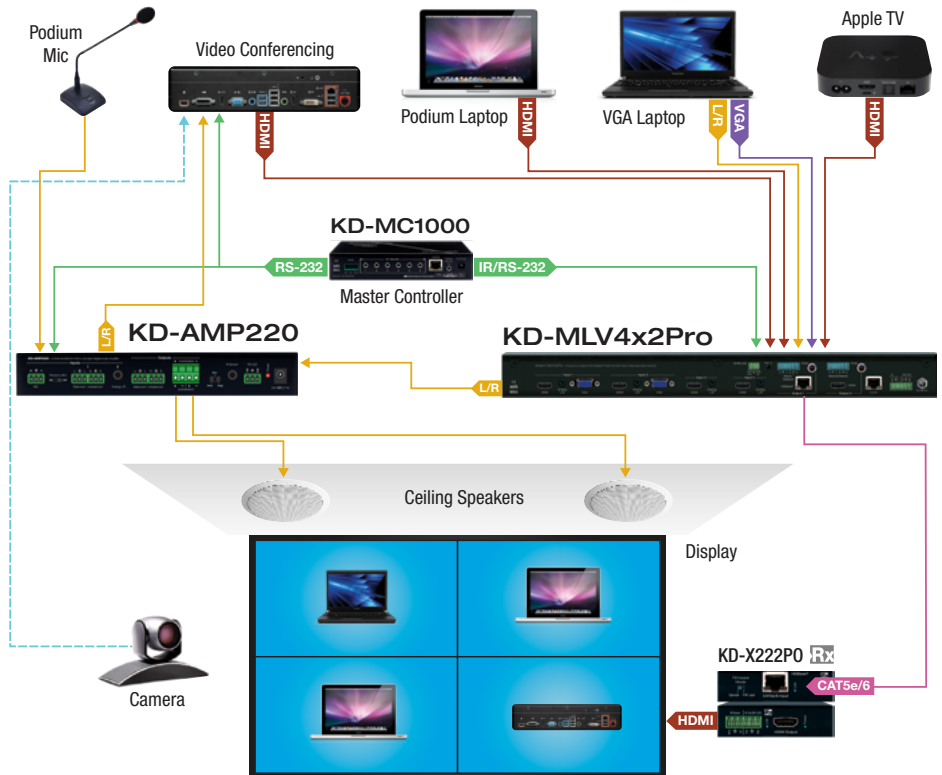 Podium
Mic
Video Conferencing
Apple TV
Podium Laptop
VGA Laptop
HDMI
HDMI
L/R
VGA
HDMI
KD-MC1000
RS-232
IR/RS-232
Master Controller
L/R
KD-AMP220
KD-MLV4x2Pro
L/R
Ceiling Speakers
Display
Camera
KD-X222PO Rx
CAT5e/6
HDMI